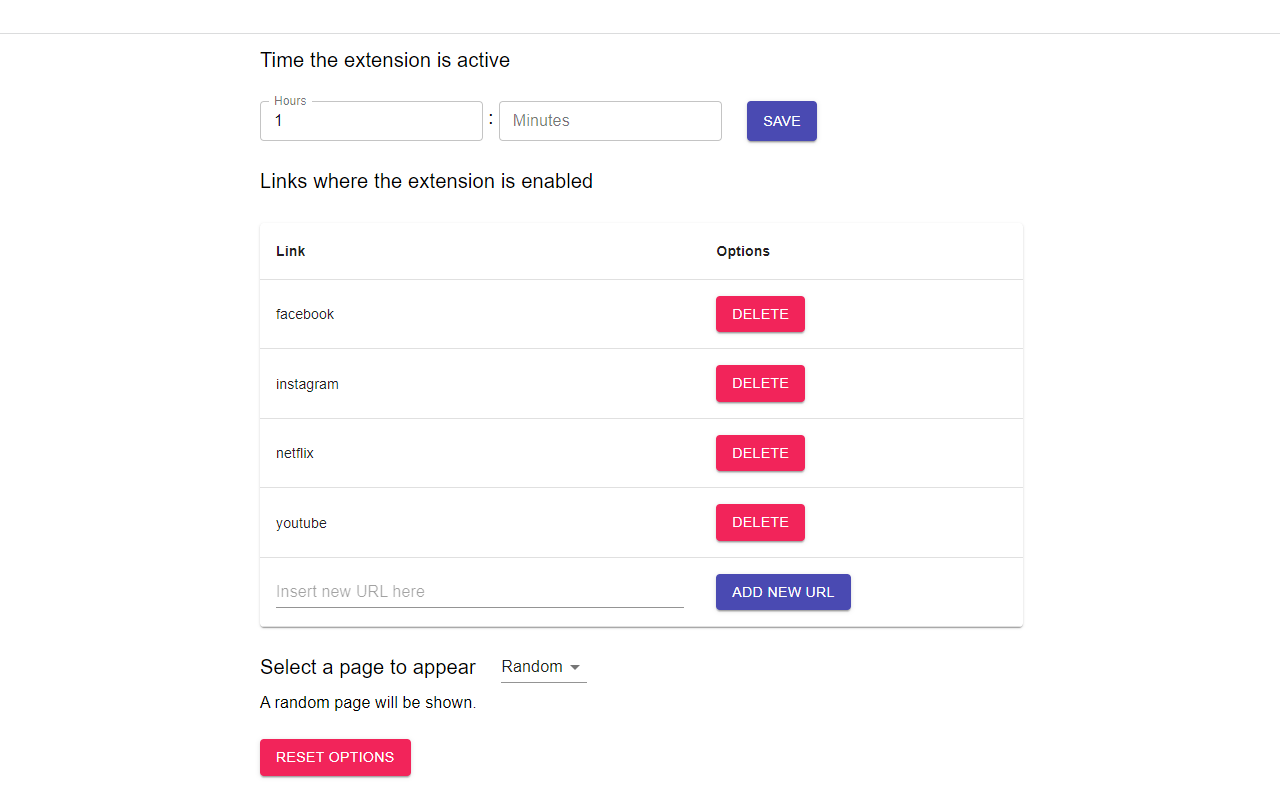 Time the extension is active
Hours
1 : Minutes SAVE
Links where the extension is enabled
Link Options
facebook DELETE
instagram DELETE
netflix DELETE
youtube DELETE
Insert new URL here ADD NEW URL
Select a page to appear Random
A random page will be shown.
RESET OPTIONS